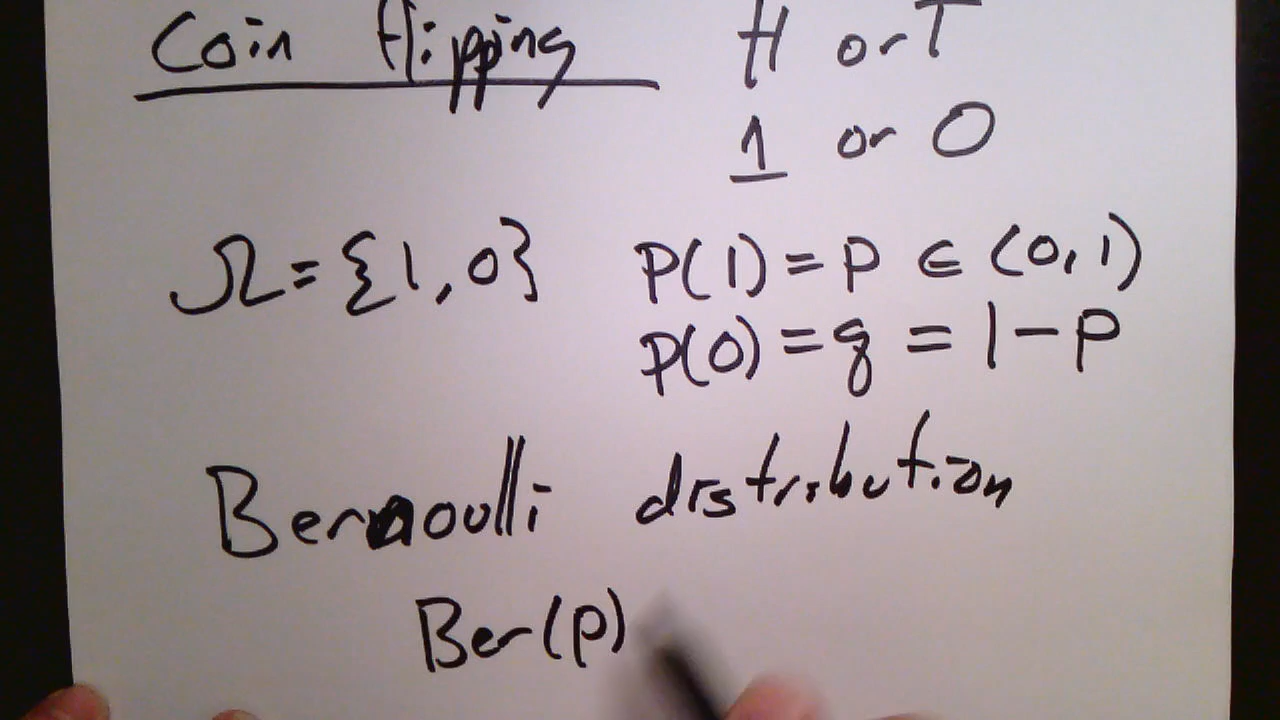 Coin flipping H or T
1 or 0
Ω = {1, 0} P(1) = p ∈ (0, 1)
P(0) = q = 1 - p
Bernoulli distribution
Ber(p)